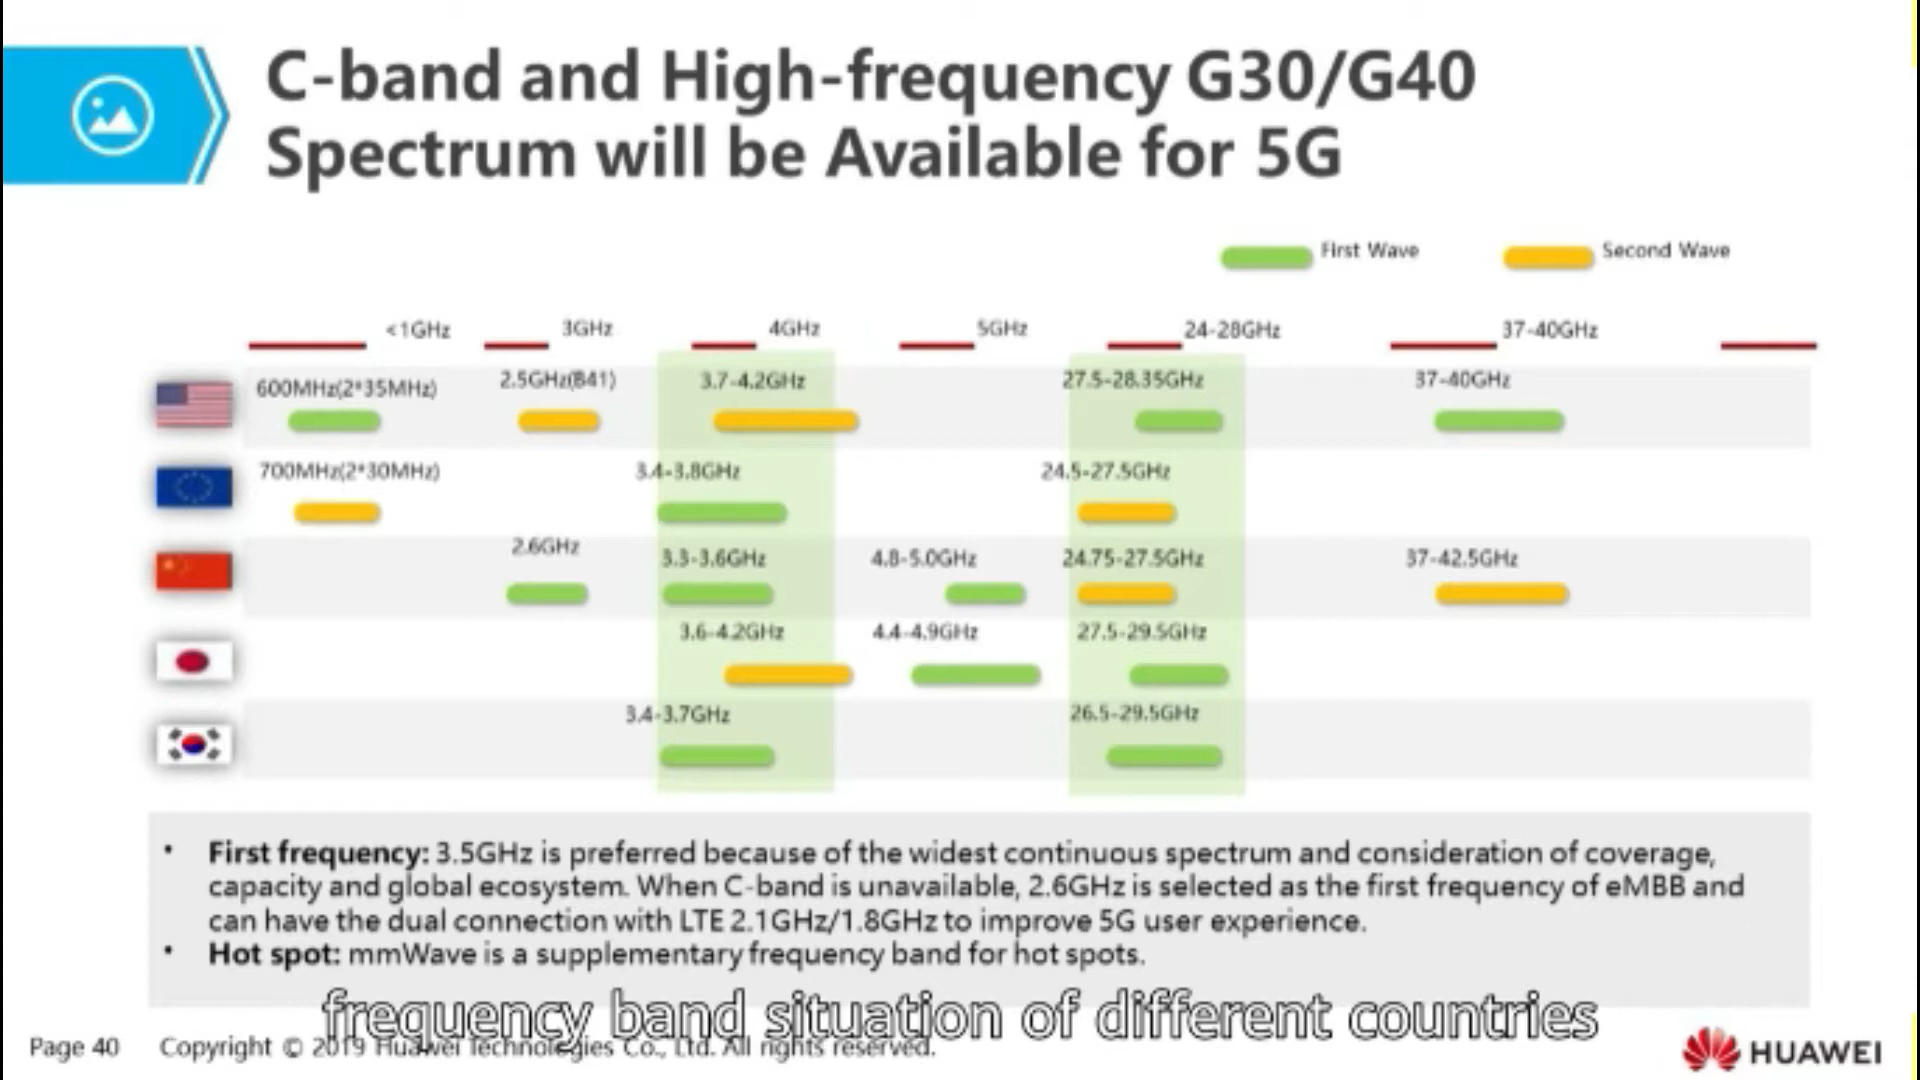 C-band and High-frequency G30/G40
Spectrum will be Available for 5G
First Wave
Second Wave
<1GHz
3GHz
4GHz
5GHz
24-28GHz
37-40GHz
600MHz(2*35MHz)
2.5GHz(B41)
3.7-4.2GHz
27.5-28.35GHz
37-40GHz
700MHz(2*30MHz)
3.4-3.8GHz
24.5-27.5GHz
2.6GHz
3.3-3.6GHz
4.8-5.0GHz
24.75-27.5GHz
37-42.5GHz
3.6-4.2GHz
4.4-4.9GHz
27.5-29.5GHz
3.4-3.7GHz
26.5-29.5GHz
• First frequency: 3.5GHz is preferred because of the widest continuous spectrum and consideration of coverage,
capacity and global ecosystem. When C-band is unavailable, 2.6GHz is selected as the first frequency of eMBB and
can have the dual connection with LTE 2.1GHz/1.8GHz to improve 5G user experience.
• Hot spot: mmWave is a supplementary frequency band for hot spots.
frequency band situation of different countries
Page 40
Copyright © 2019 Huawei Technologies Co., Ltd. All rights reserved.
HUAWEI